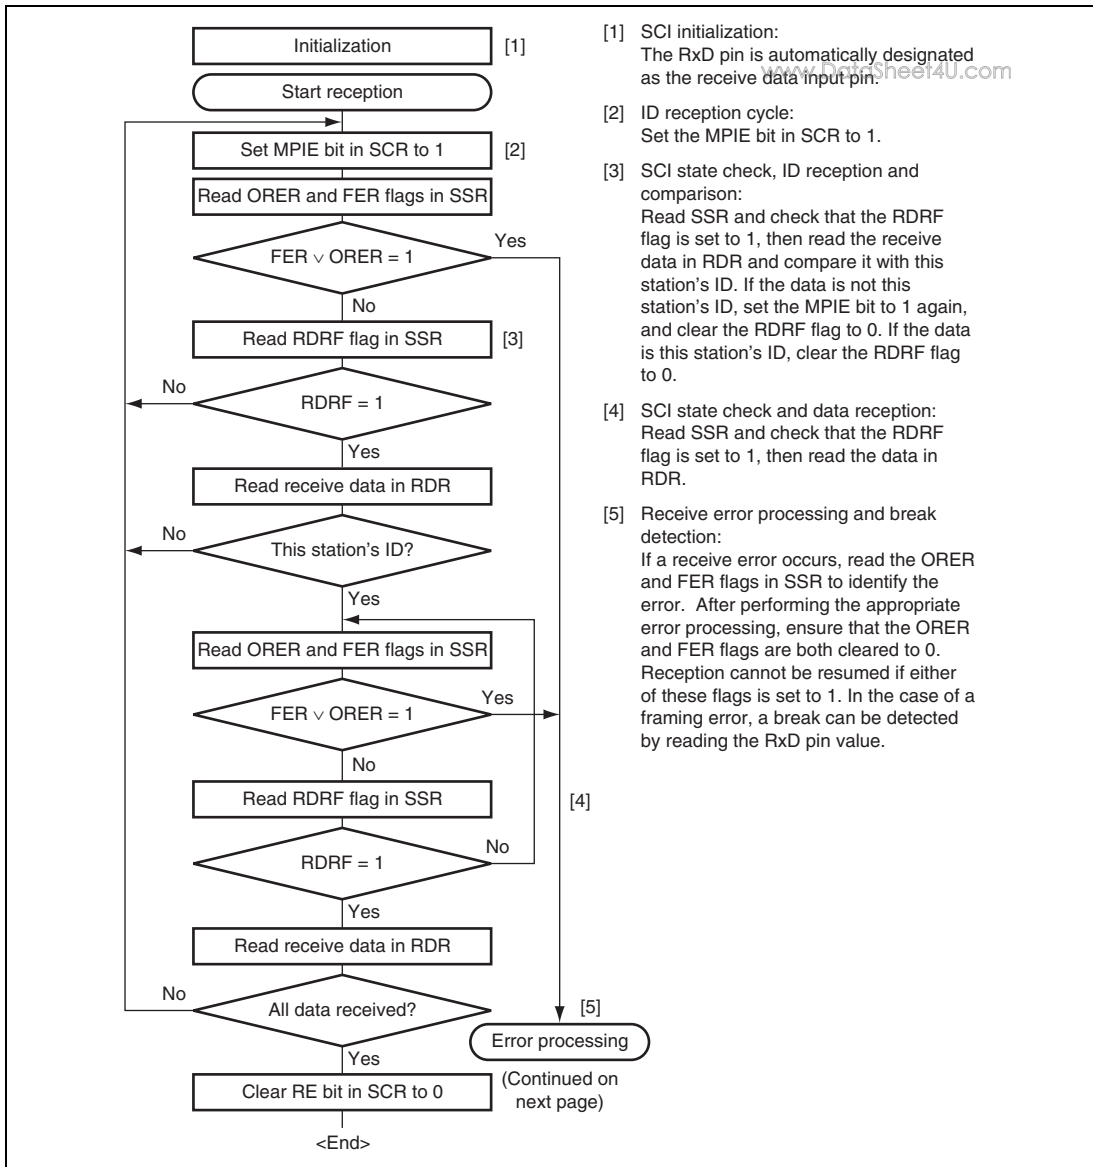 Initialization
[1]
Start reception
Set MPIE bit in SCR to 1
[2]
Read ORER and FER flags in SSR
FER ∨ ORER = 1
Yes
No
Read RDRF flag in SSR
[3]
No
RDRF = 1
Yes
Read receive data in RDR
No
This station's ID?
Yes
Read ORER and FER flags in SSR
FER ∨ ORER = 1
Yes
No
Read RDRF flag in SSR
[4]
RDRF = 1
No
Yes
Read receive data in RDR
No
All data received?
[5]
Error processing
Yes
(Continued on
next page)
Clear RE bit in SCR to 0
<End>
[1] SCI initialization:
The RxD pin is automatically designated
as the receive data input pin.
www.DataSheet4U.com
[2] ID reception cycle:
Set the MPIE bit in SCR to 1.
[3] SCI state check, ID reception and
comparison:
Read SSR and check that the RDRF
flag is set to 1, then read the receive
data in RDR and compare it with this
station's ID. If the data is not this
station's ID, set the MPIE bit to 1 again,
and clear the RDRF flag to 0. If the data
is this station's ID, clear the RDRF flag
to 0.
[4] SCI state check and data reception:
Read SSR and check that the RDRF
flag is set to 1, then read the data in
RDR.
[5] Receive error processing and break
detection:
If a receive error occurs, read the ORER
and FER flags in SSR to identify the
error. After performing the appropriate
error processing, ensure that the ORER
and FER flags are both cleared to 0.
Reception cannot be resumed if either
of these flags is set to 1. In the case of a
framing error, a break can be detected
by reading the RxD pin value.